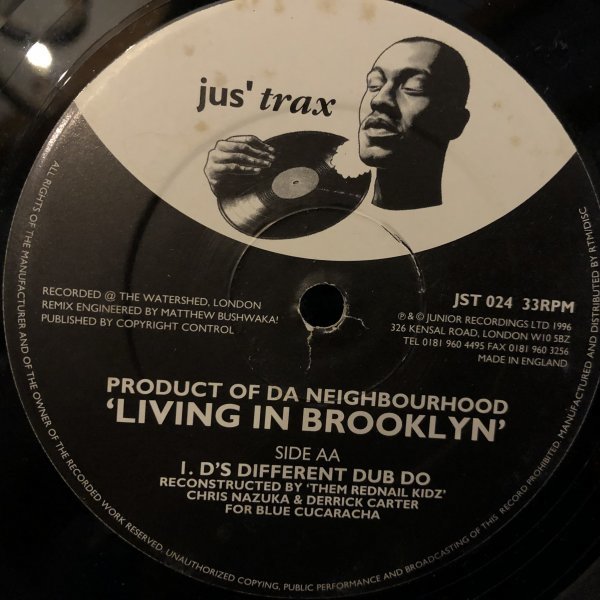 jus' trax
JST 024 33RPM
RECORDED @ THE WATERSHED, LONDON
REMIX ENGINEERED BY MATTHEW BUSHWAKA!
PUBLISHED BY COPYRIGHT CONTROL
℗ & © JUNIOR RECORDINGS LTD 1996
326 KENSAL ROAD, LONDON W10 5BZ
TEL 0181 960 4495 FAX 0181 960 3256
MADE IN ENGLAND
PRODUCT OF DA NEIGHBOURHOOD
'LIVING IN BROOKLYN'
SIDE AA
1. D'S DIFFERENT DUB DO
RECONSTRUCTED BY 'THEM REDNAIL KIDZ'
CHRIS NAZUKA & DERRICK CARTER
FOR BLUE CUCARACHA
ALL RIGHTS OF THE MANUFACTURER AND OF THE OWNER OF THE RECORDED WORK RESERVED. UNAUTHORIZED COPYING, PUBLIC PERFORMANCE AND BROADCASTING OF THIS RECORD PROHIBITED. MANUFACTURED AND DISTRIBUTED BY RTM/DISC